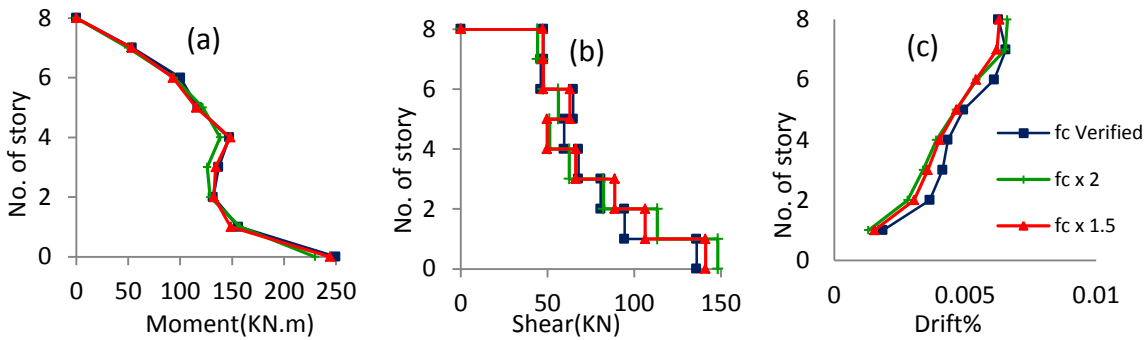 (a)
No. of story
8
6
4
2
0
0 50 100 150 200 250
Moment(KN.m)
(b)
No. of story
8
6
4
2
0
0 50 100 150
Shear(KN)
(c)
No. of story
8
6
4
2
0
0 0.005 0.01
Drift%
fc Verified
fc x 2
fc x 1.5